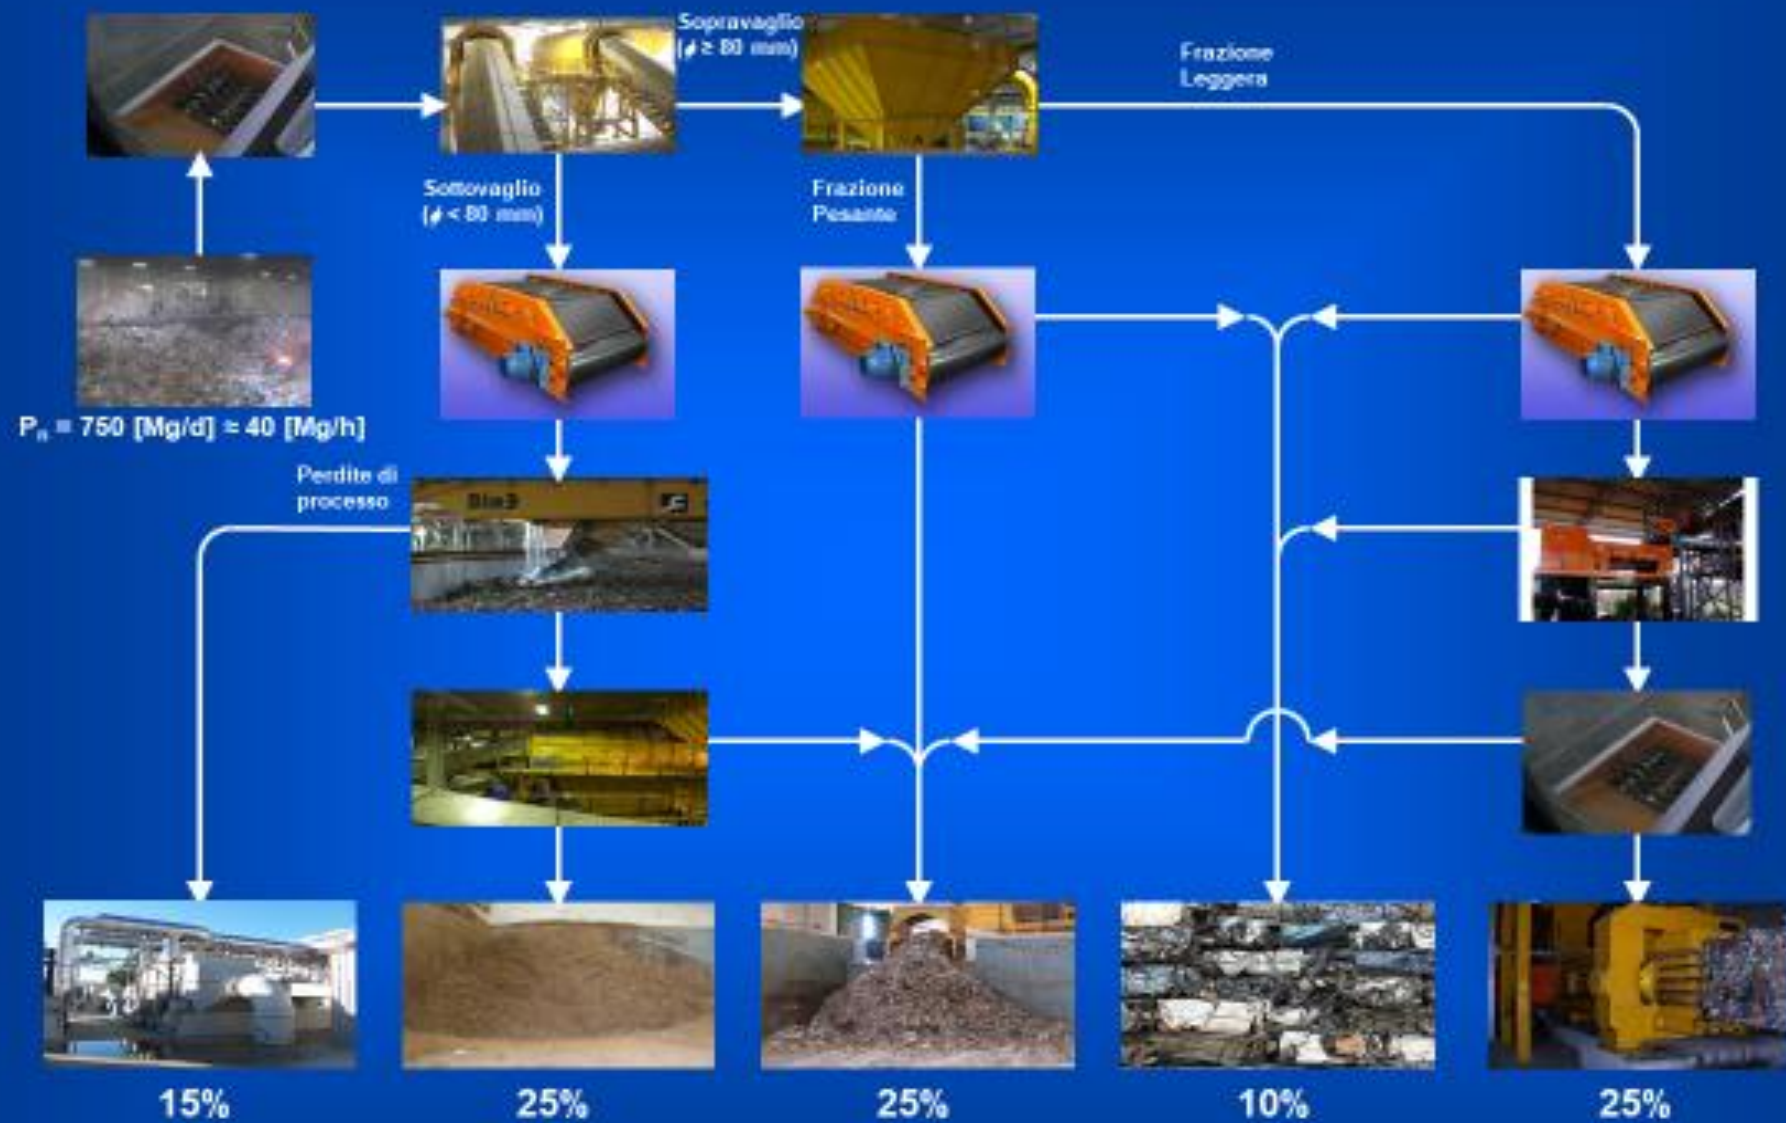 Sopravaglio
(ϕ ≥ 80 mm)
Frazione
Leggera
Sottovaglio
(ϕ < 80 mm)
Frazione
Pesante
Pn = 750 [Mg/d] ≈ 40 [Mg/h]
Perdite di
processo
15%
25%
25%
10%
25%